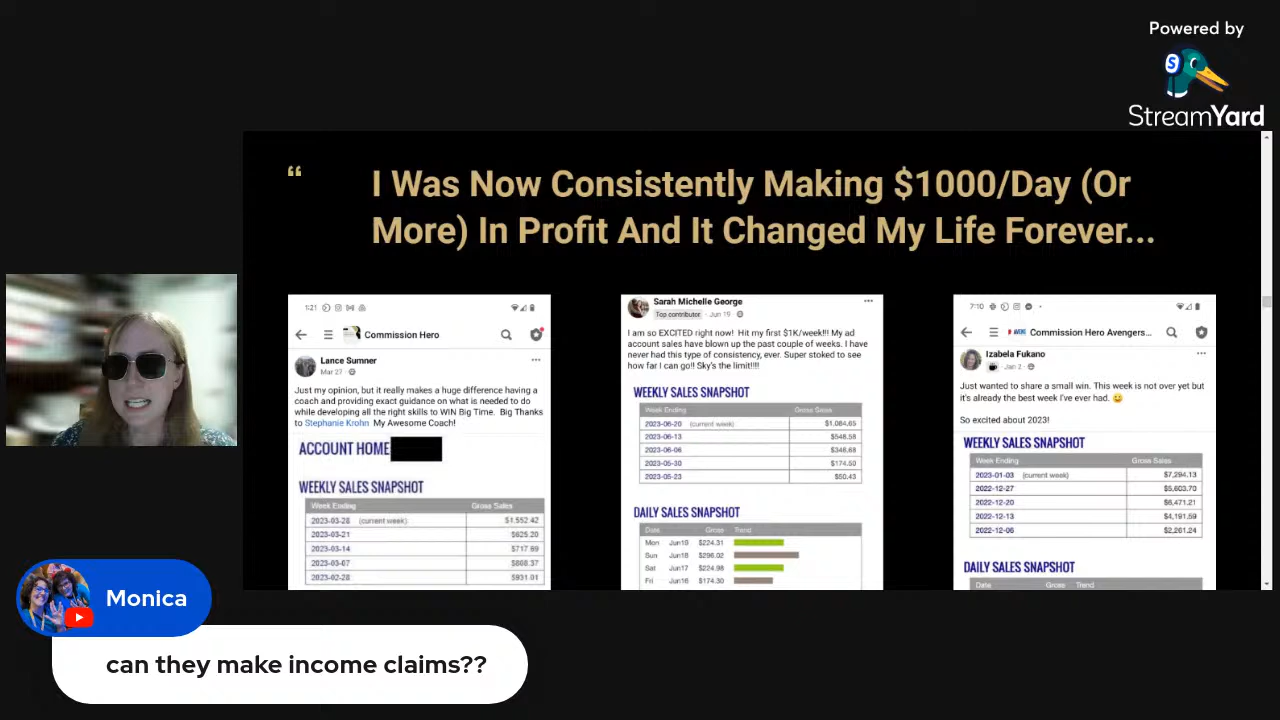 Powered by
StreamYard
“
I Was Now Consistently Making $1000/Day (Or
More) In Profit And It Changed My Life Forever...
1:21
Commission Hero
Lance Sumner
Mar 27 ·
Just my opinion, but it really makes a huge difference having a
coach and providing exact guidance on what is needed to do
while developing all the right skills to WIN Big Time. Big Thanks
to Stephanie Krohn My Awesome Coach!
ACCOUNT HOME
WEEKLY SALES SNAPSHOT
Week Ending Gross Sales
2023-03-28 (current week) $1,552.42
2023-03-21 $625.20
2023-03-14 $717.69
2023-03-07 $808.37
2023-02-28 $931.01
Sarah Michelle George
Top contributor · Jun 19 ·
I am so EXCITED right now! Hit my first $1K/week!!! My ad
account sales have blown up the past couple of weeks. I have
never had this type of consistency, ever. Super stoked to see
how far I can go!! Sky's the limit!!!!
WEEKLY SALES SNAPSHOT
Week Ending Gross Sales
2023-06-20 (current week) $1,084.65
2023-06-13 $548.58
2023-06-06 $348.68
2023-05-30 $174.50
2023-05-23 $50.43
DAILY SALES SNAPSHOT
Date Gross Trend
Mon Jun19 $224.31
Sun Jun18 $296.02
Sat Jun17 $224.98
Fri Jun16 $174.30
7:10
Commission Hero Avengers...
Izabela Fukano
Jan 2 ·
Just wanted to share a small win. This week is not over yet but
it's already the best week I've ever had. 😉
So excited about 2023!
WEEKLY SALES SNAPSHOT
Week Ending Gross Sales
2023-01-03 (current week) $7,294.13
2022-12-27 $5,603.70
2022-12-20 $6,471.21
2022-12-13 $4,191.59
2022-12-06 $2,261.24
DAILY SALES SNAPSHOT
Date Gross Trend
Monica
can they make income claims??